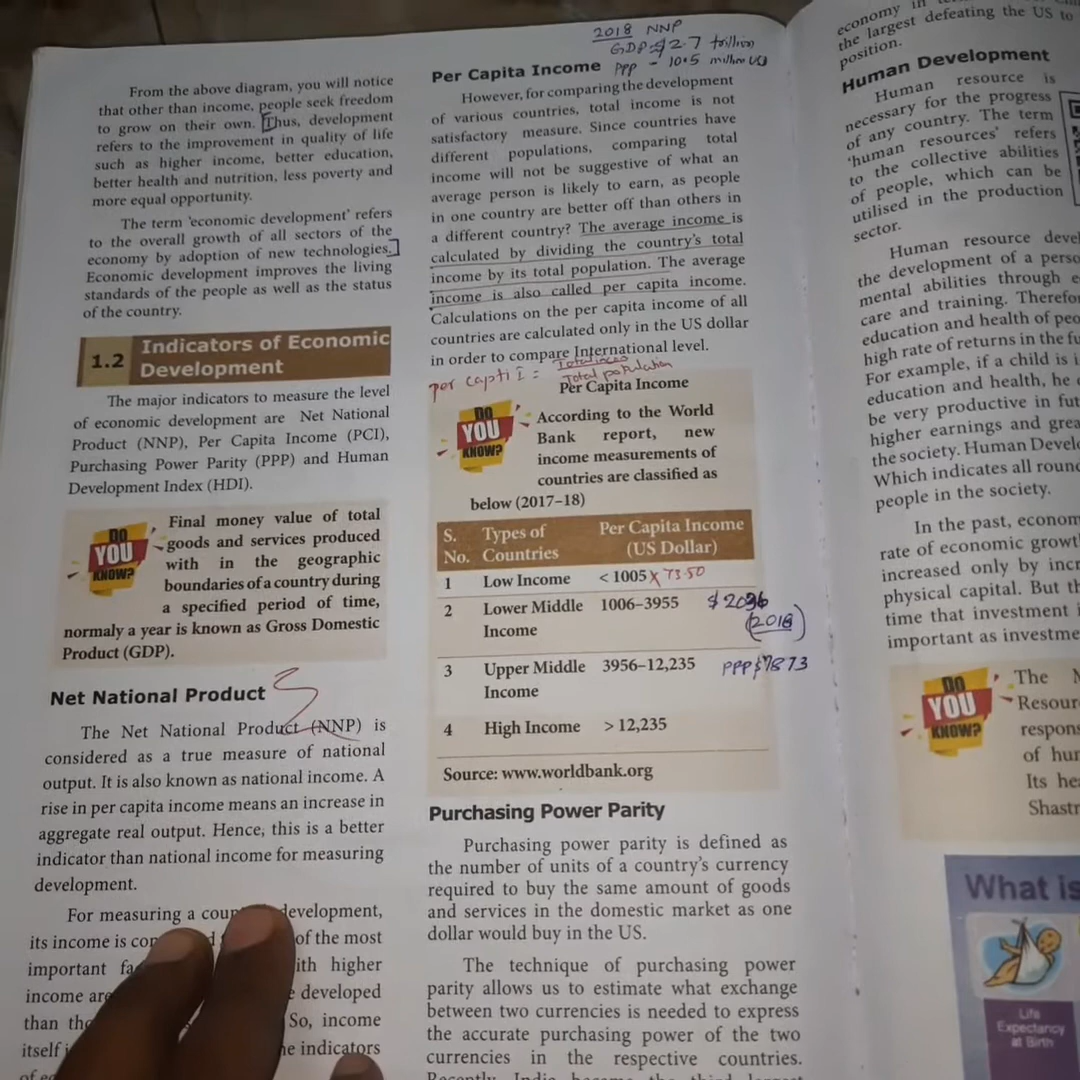 From the above diagram, you will notice
that other than income, people seek freedom
to grow on their own. Thus, development
refers to the improvement in quality of life
such as higher income, better education,
better health and nutrition, less poverty and
more equal opportunity.
The term 'economic development' refers
to the overall growth of all sectors of the
economy by adoption of new technologies.
Economic development improves the living
standards of the people as well as the status
of the country.
1.2 Indicators of Economic
Development
The major indicators to measure the level
of economic development are Net National
Product (NNP), Per Capita Income (PCI),
Purchasing Power Parity (PPP) and Human
Development Index (HDI).
DO
YOU
KNOW?
Final money value of total
goods and services produced
with in the geographic
boundaries of a country during
a specified period of time,
normaly a year is known as Gross Domestic
Product (GDP).
Net National Product
The Net National Product (NNP) is
considered as a true measure of national
output. It is also known as national income. A
rise in per capita income means an increase in
aggregate real output. Hence, this is a better
indicator than national income for measuring
development.
For measuring a development,
its income is of the most
important ith higher
income are developed
than So, income
itself indicators
2018 NNP
GDP = $2.7 trillion
PPP - 10.5 million US
Per Capita Income
However, for comparing the development
of various countries, total income is not
satisfactory measure. Since countries have
different populations, comparing total
income will not be suggestive of what an
average person is likely to earn, as people
in one country are better off than others in
a different country? The average income is
calculated by dividing the country's total
income by its total population. The average
income is also called per capita income.
Calculations on the per capita income of all
countries are calculated only in the US dollar
in order to compare International level.
per capti I =
Total population
Per Capita Income
DO
YOU
KNOW?
According to the World
Bank report, new
income measurements of
countries are classified as
below (2017–18)
S. No. Types of Countries Per Capita Income (US Dollar)
1 Low Income < 1005 x 73.50
2 Lower Middle Income 1006–3955 $ 2036 (2018)
3 Upper Middle Income 3956–12,235 PPP $7873
4 High Income > 12,235
Source: www.worldbank.org
Purchasing Power Parity
Purchasing power parity is defined as
the number of units of a country's currency
required to buy the same amount of goods
and services in the domestic market as one
dollar would buy in the US.
The technique of purchasing power
parity allows us to estimate what exchange
between two currencies is needed to express
the accurate purchasing power of the two
currencies in the respective countries.
economy in
the largest defeating the US to
position.
Human Development
Human resource is
necessary for the progress
of any country. The term
'human resources' refers
to the collective abilities
of people, which can be
utilised in the production
sector.
Human resource
the development of a
mental abilities through
care and training.
education and health of
high rate of returns in the
For example, if a child is
education and health, he
be very productive in
higher earnings and
the society. Human
Which indicates all
people in the society.
In the past,
rate of economic
increased only by
physical capital. But
time that investment
important as
DO
YOU
KNOW?
The
of
Its
What is
Life
Expectancy
at Birth